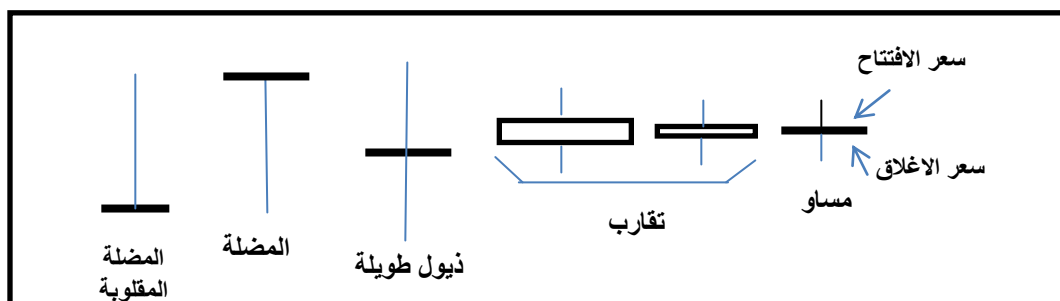 سعر الافتتاح
سعر الاغلاق
مساو
تقارب
ذيول طويلة
المضلة
المضلة
المقلوبة